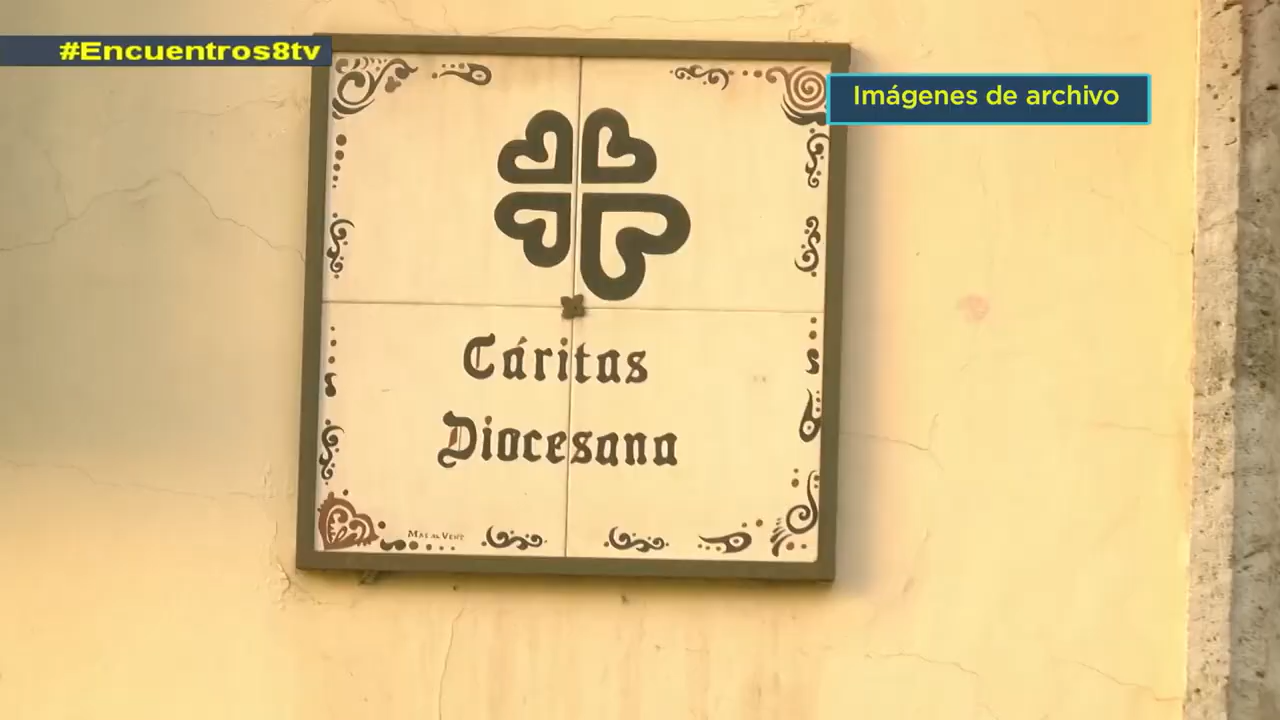 #Encuentros8tv
Imágenes de archivo
Cáritas
Diocesana